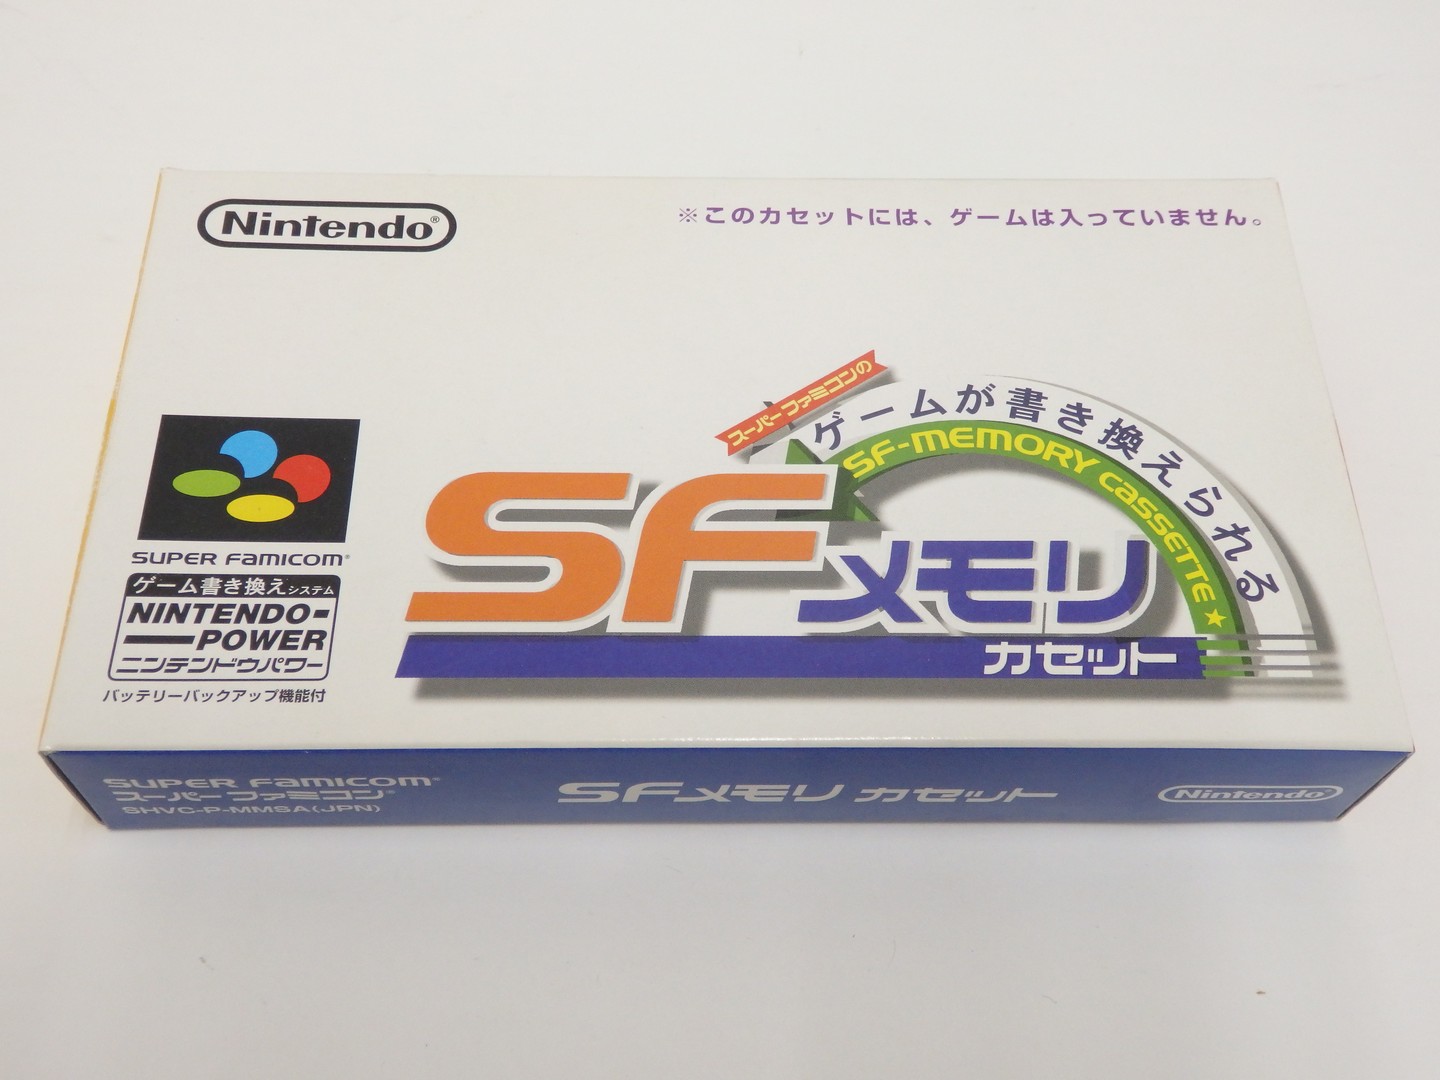 Nintendo®
※このカセットには、ゲームは入っていません。
スーパーファミコンの
ゲームが書き換えられる
SF-MEMORY CASSETTE★
SFメモリ
カセット
SUPER FAMICOM®
ゲーム書き換えシステム
NINTENDO-
POWER
ニンテンドウパワー
バッテリーバックアップ機能付
SUPER FAMICOM®
スーパーファミコン®
SHVC-P-MMSA(JPN)
SFメモリ カセット
Nintendo®